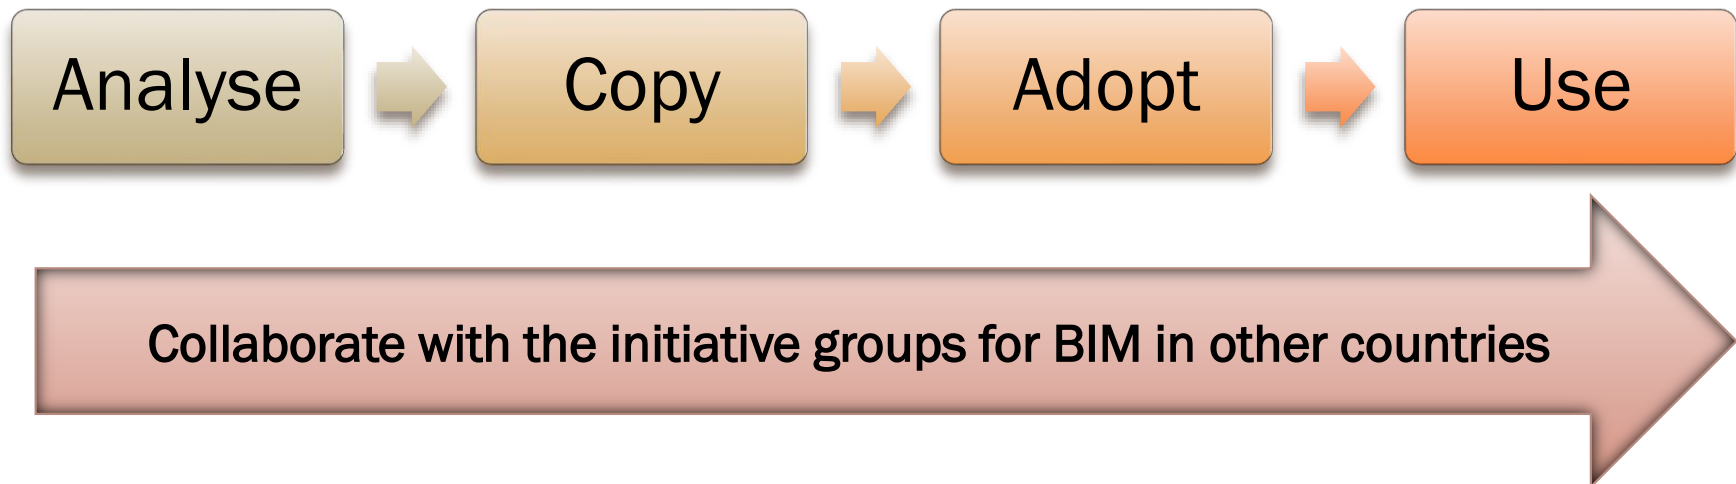 Analyse
Copy
Adopt
Use
Collaborate with the initiative groups for BIM in other countries